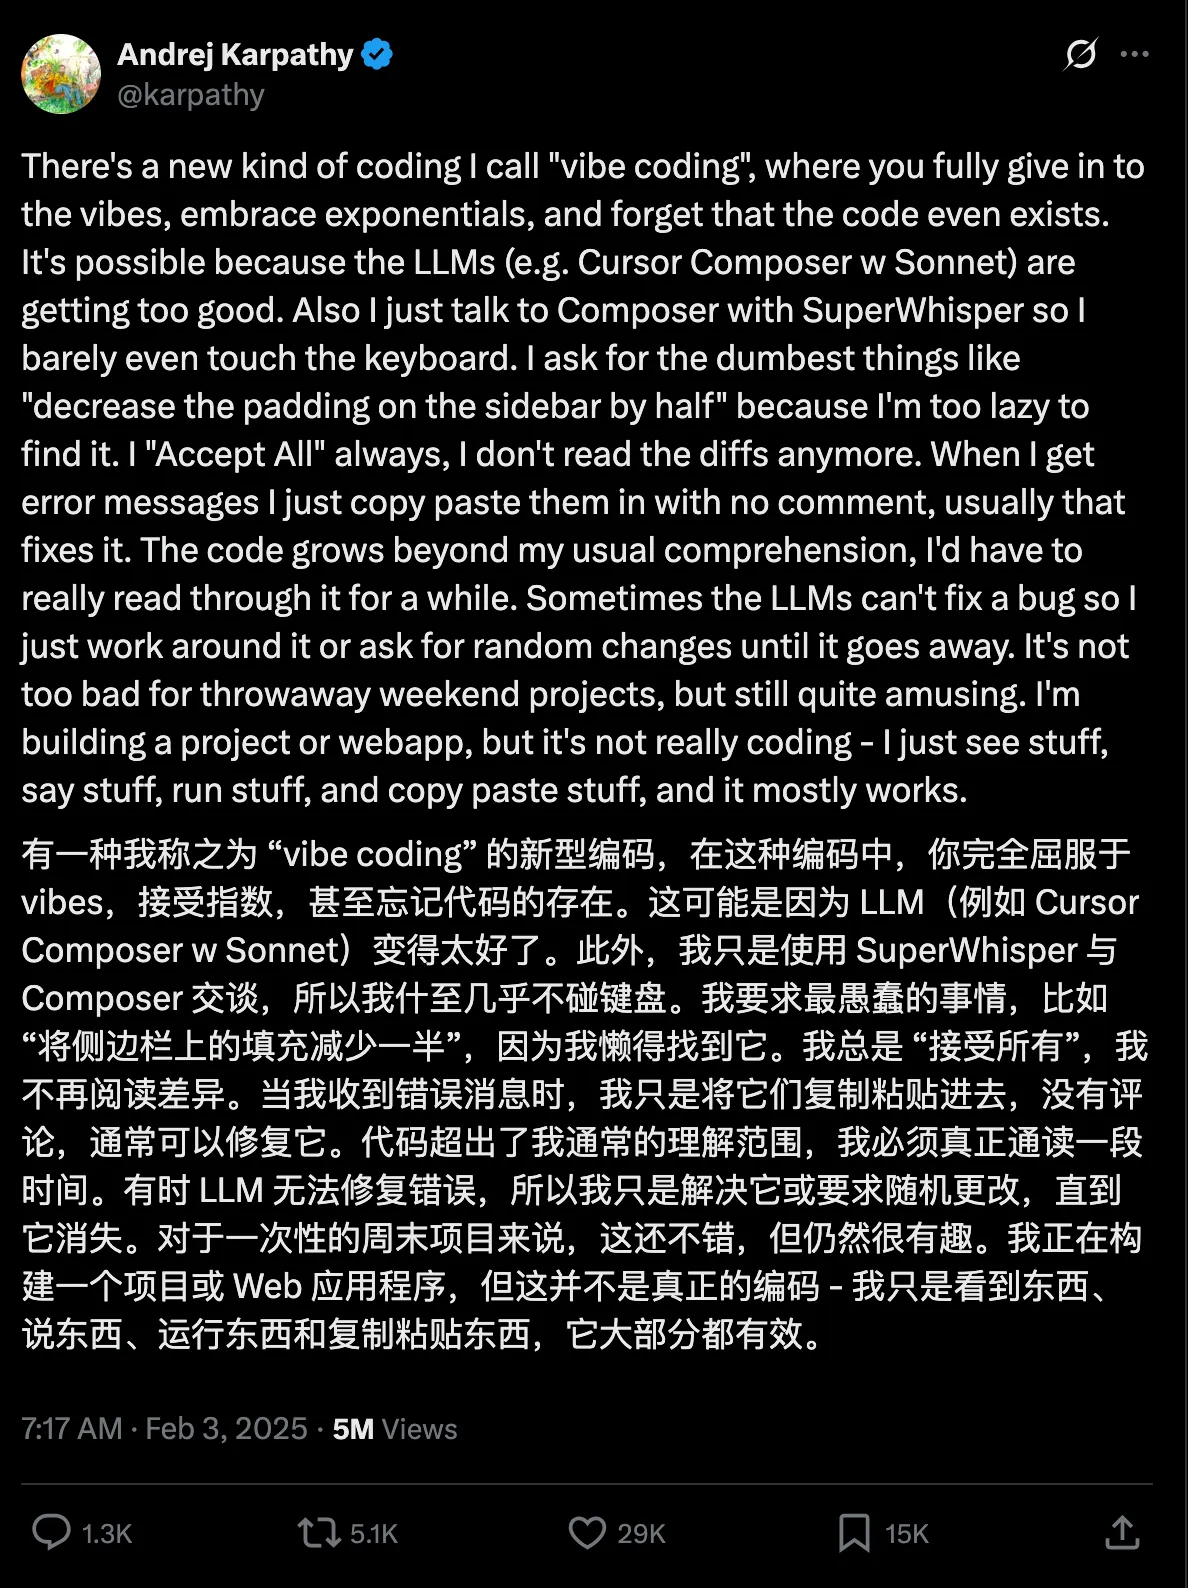 Andrej Karpathy
@karpathy
There's a new kind of coding I call "vibe coding", where you fully give in to
the vibes, embrace exponentials, and forget that the code even exists.
It's possible because the LLMs (e.g. Cursor Composer w Sonnet) are
getting too good. Also I just talk to Composer with SuperWhisper so I
barely even touch the keyboard. I ask for the dumbest things like
"decrease the padding on the sidebar by half" because I'm too lazy to
find it. I "Accept All" always, I don't read the diffs anymore. When I get
error messages I just copy paste them in with no comment, usually that
fixes it. The code grows beyond my usual comprehension, I'd have to
really read through it for a while. Sometimes the LLMs can't fix a bug so I
just work around it or ask for random changes until it goes away. It's not
too bad for throwaway weekend projects, but still quite amusing. I'm
building a project or webapp, but it's not really coding - I just see stuff,
say stuff, run stuff, and copy paste stuff, and it mostly works.
有一种我称之为 “vibe coding” 的新型编码，在这种编码中，你完全屈服于
vibes，接受指数，甚至忘记代码的存在。这可能是因为 LLM（例如 Cursor
Composer w Sonnet）变得太好了。此外，我只是使用 SuperWhisper 与
Composer 交谈，所以我什至几乎不碰键盘。我要求最愚蠢的事情，比如
“将侧边栏上的填充减少一半”，因为我懒得找到它。我总是 “接受所有”，我
不再阅读差异。当我收到错误消息时，我只是将它们复制粘贴进去，没有评
论，通常可以修复它。代码超出了我通常的理解范围，我必须真正通读一段
时间。有时 LLM 无法修复错误，所以我只是解决它或要求随机更改，直到
它消失。对于一次性的周末项目来说，这还不错，但仍然很有趣。我正在构
建一个项目或 Web 应用程序，但这并不是真正的编码 - 我只是看到东西、
说东西、运行东西和复制粘贴东西，它大部分都有效。
7:17 AM · Feb 3, 2025 · 5M Views
1.3K 5.1K 29K 15K